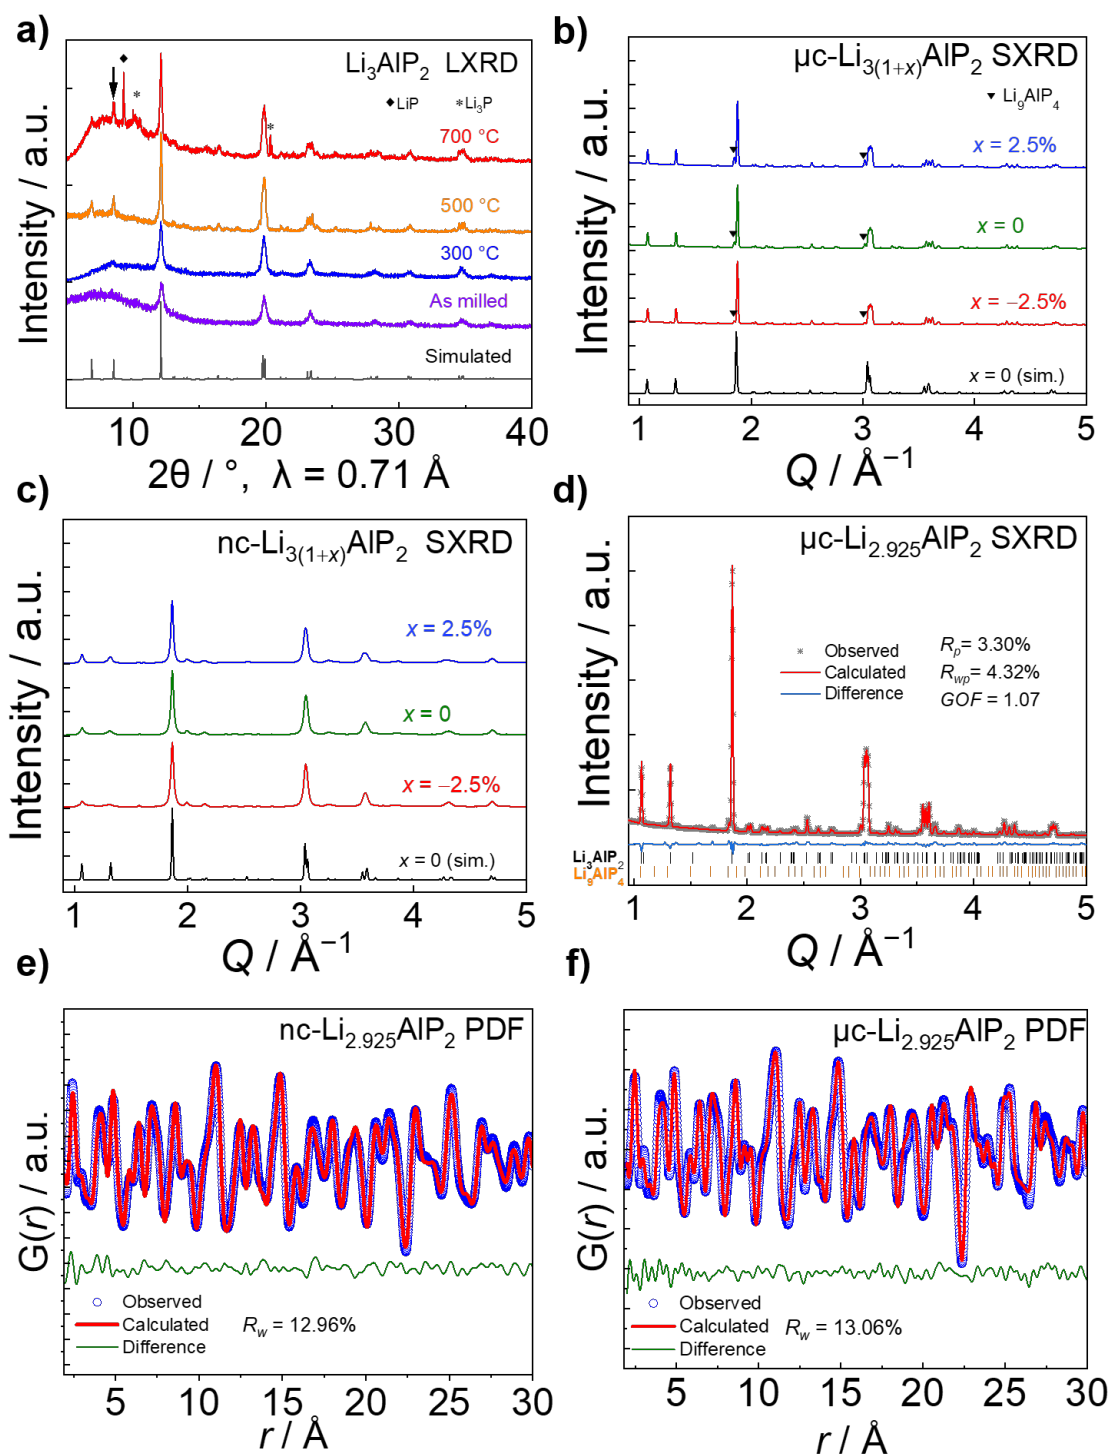 a)
Li₃AlP₂ LXRD
◆ LiP *Li₃P
700 °C
500 °C
300 °C
As milled
Simulated
Intensity / a.u.
10 20 30 40
2θ / °, λ = 0.71 Å
b)
µc-Li₃₍₁₊ₓ₎AlP₂ SXRD
▼ Li₉AlP₄
x = 2.5%
x = 0
x = −2.5%
x = 0 (sim.)
Intensity / a.u.
1 2 3 4 5
Q / Å⁻¹
c)
nc-Li₃₍₁₊ₓ₎AlP₂ SXRD
x = 2.5%
x = 0
x = −2.5%
x = 0 (sim.)
Intensity / a.u.
1 2 3 4 5
Q / Å⁻¹
d)
µc-Li₂.₉₂₅AlP₂ SXRD
Observed
Calculated
Difference
Rₚ= 3.30%
R_wp= 4.32%
GOF = 1.07
Li₃AlP₂
Li₉AlP₄
Intensity / a.u.
1 2 3 4 5
Q / Å⁻¹
e)
nc-Li₂.₉₂₅AlP₂ PDF
Observed
Calculated
Difference
R_w = 12.96%
G(r) / a.u.
5 10 15 20 25 30
r / Å
f)
µc-Li₂.₉₂₅AlP₂ PDF
Observed
Calculated
Difference
R_w = 13.06%
G(r) / a.u.
5 10 15 20 25 30
r / Å